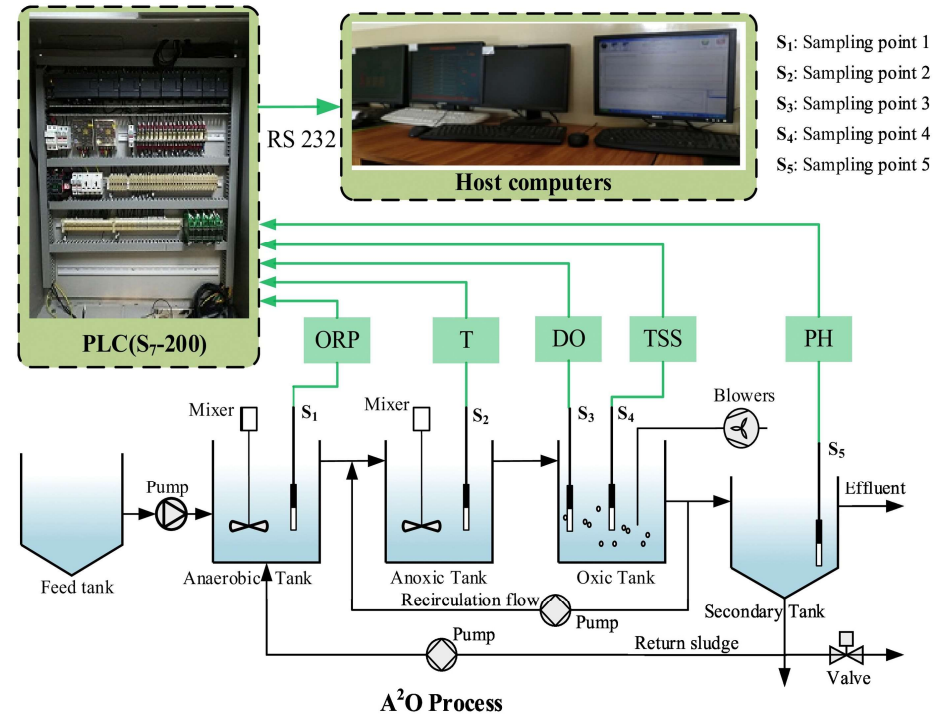 S₁: Sampling point 1
S₂: Sampling point 2
S₃: Sampling point 3
S₄: Sampling point 4
S₅: Sampling point 5
RS 232
Host computers
PLC(S₇-200)
ORP
T
DO
TSS
PH
Mixer
S₁
Mixer
S₂
S₃
S₄
Blowers
S₅
Pump
Effluent
Feed tank
Anaerobic Tank
Anoxic Tank
Oxic Tank
Recirculation flow
Pump
Secondary Tank
Pump
Return sludge
Valve
A²O Process